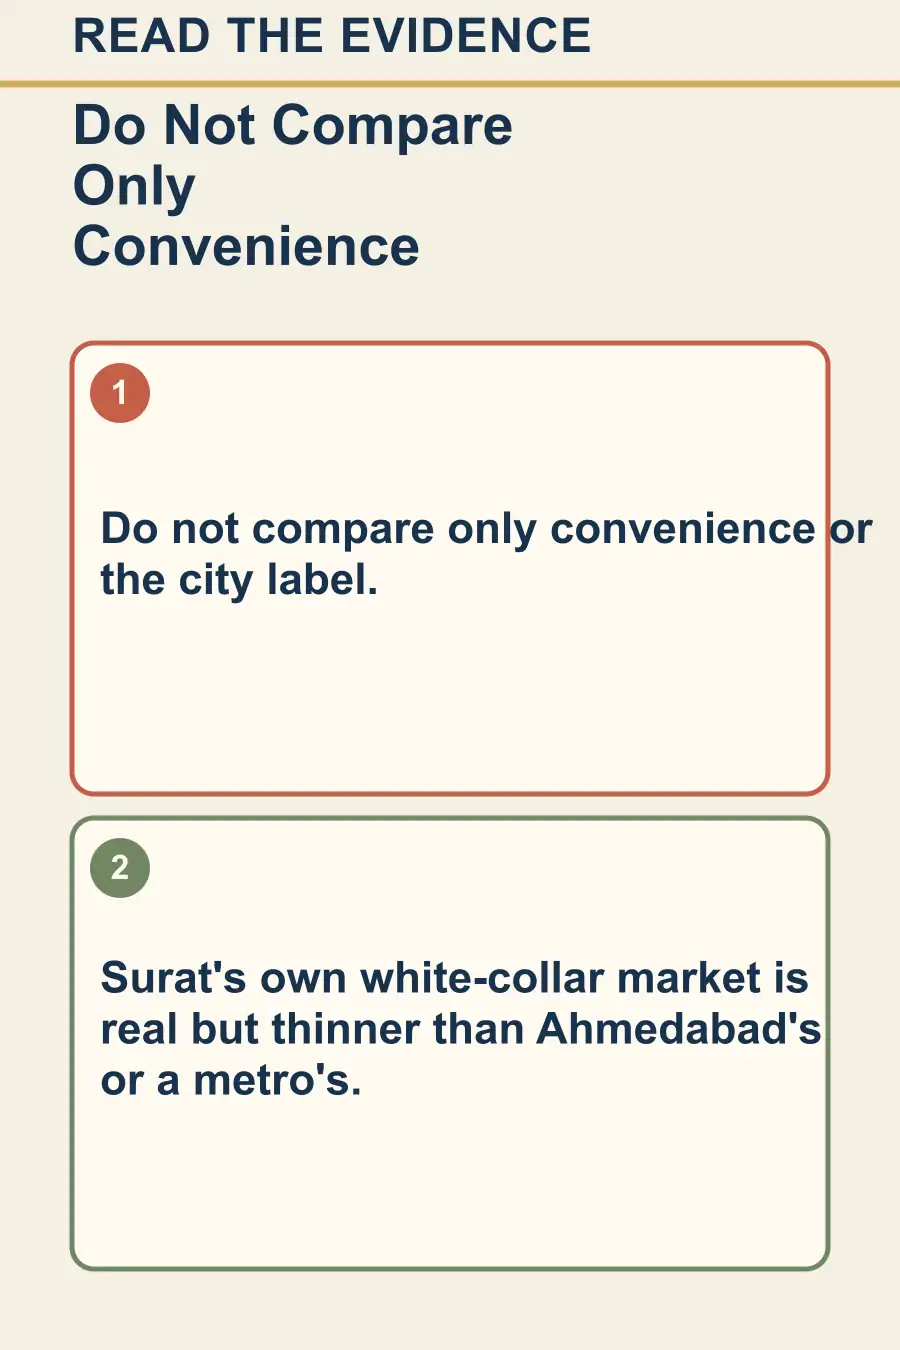 READ THE EVIDENCE
Do Not Compare
Only
Convenience
1
Do not compare only convenience or
the city label.
2
Surat's own white-collar market is
real but thinner than Ahmedabad's
or a metro's.